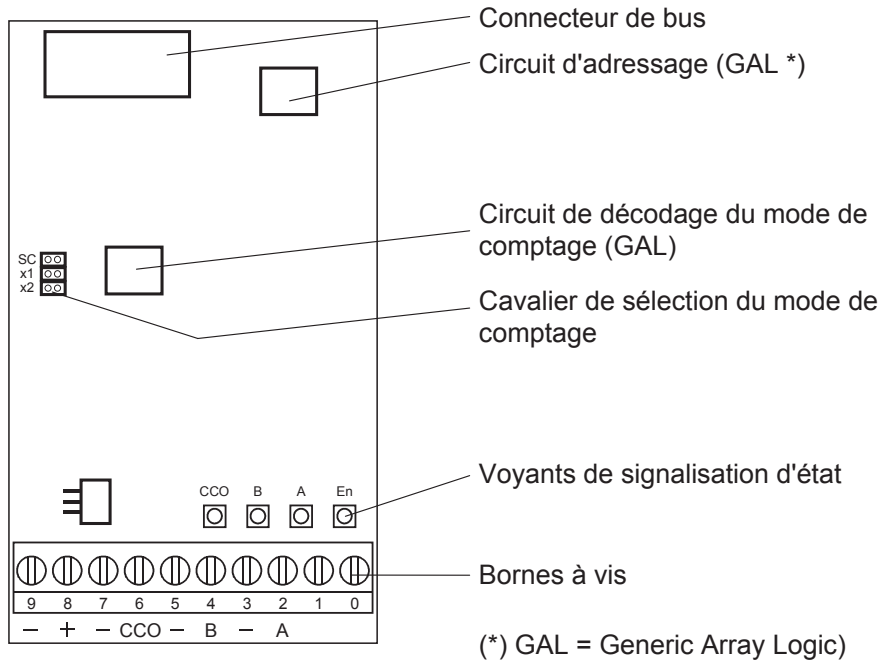 Connecteur de bus
Circuit d'adressage (GAL *)
Circuit de décodage du mode de
comptage (GAL)
SC
x1
x2
Cavalier de sélection du mode de
comptage
Voyants de signalisation d'état
CCO B A En
Bornes à vis
9 8 7 6 5 4 3 2 1 0
– + – CCO – B – A
(*) GAL = Generic Array Logic)